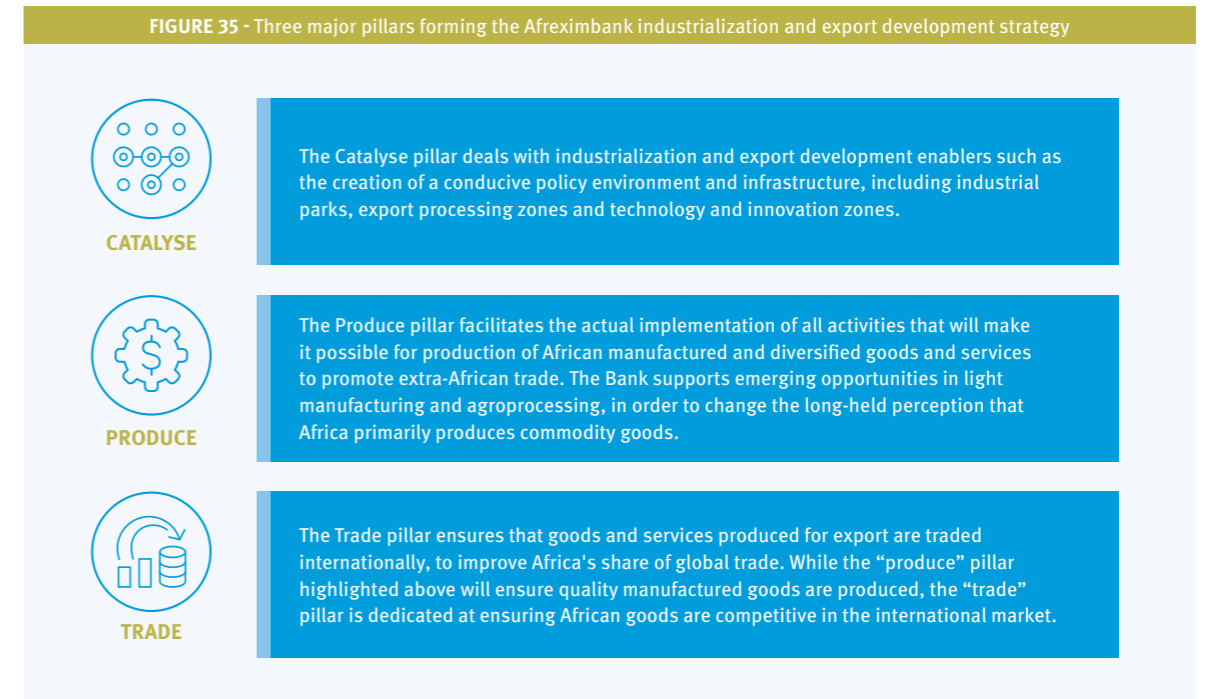 FIGURE 35 - Three major pillars forming the Afreximbank industrialization and export development strategy
CATALYSE
The Catalyse pillar deals with industrialization and export development enablers such as
the creation of a conducive policy environment and infrastructure, including industrial
parks, export processing zones and technology and innovation zones.
PRODUCE
The Produce pillar facilitates the actual implementation of all activities that will make
it possible for production of African manufactured and diversified goods and services
to promote extra-African trade. The Bank supports emerging opportunities in light
manufacturing and agroprocessing, in order to change the long-held perception that
Africa primarily produces commodity goods.
TRADE
The Trade pillar ensures that goods and services produced for export are traded
internationally, to improve Africa's share of global trade. While the “produce” pillar
highlighted above will ensure quality manufactured goods are produced, the “trade”
pillar is dedicated at ensuring African goods are competitive in the international market.